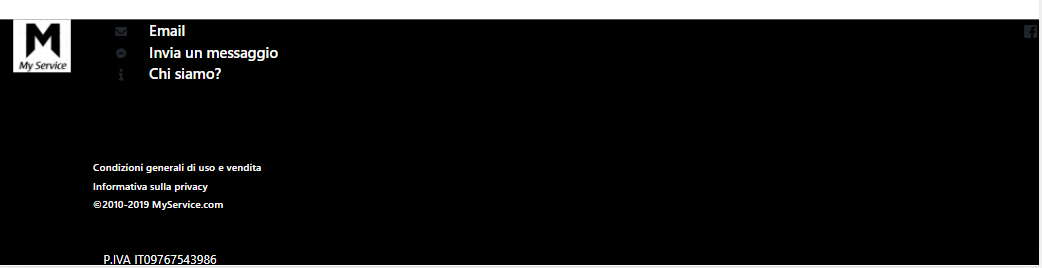 M
My Service
Email
Invia un messaggio
Chi siamo?
Condizioni generali di uso e vendita
Informativa sulla privacy
©2010-2019 MyService.com
P.IVA IT09767543986